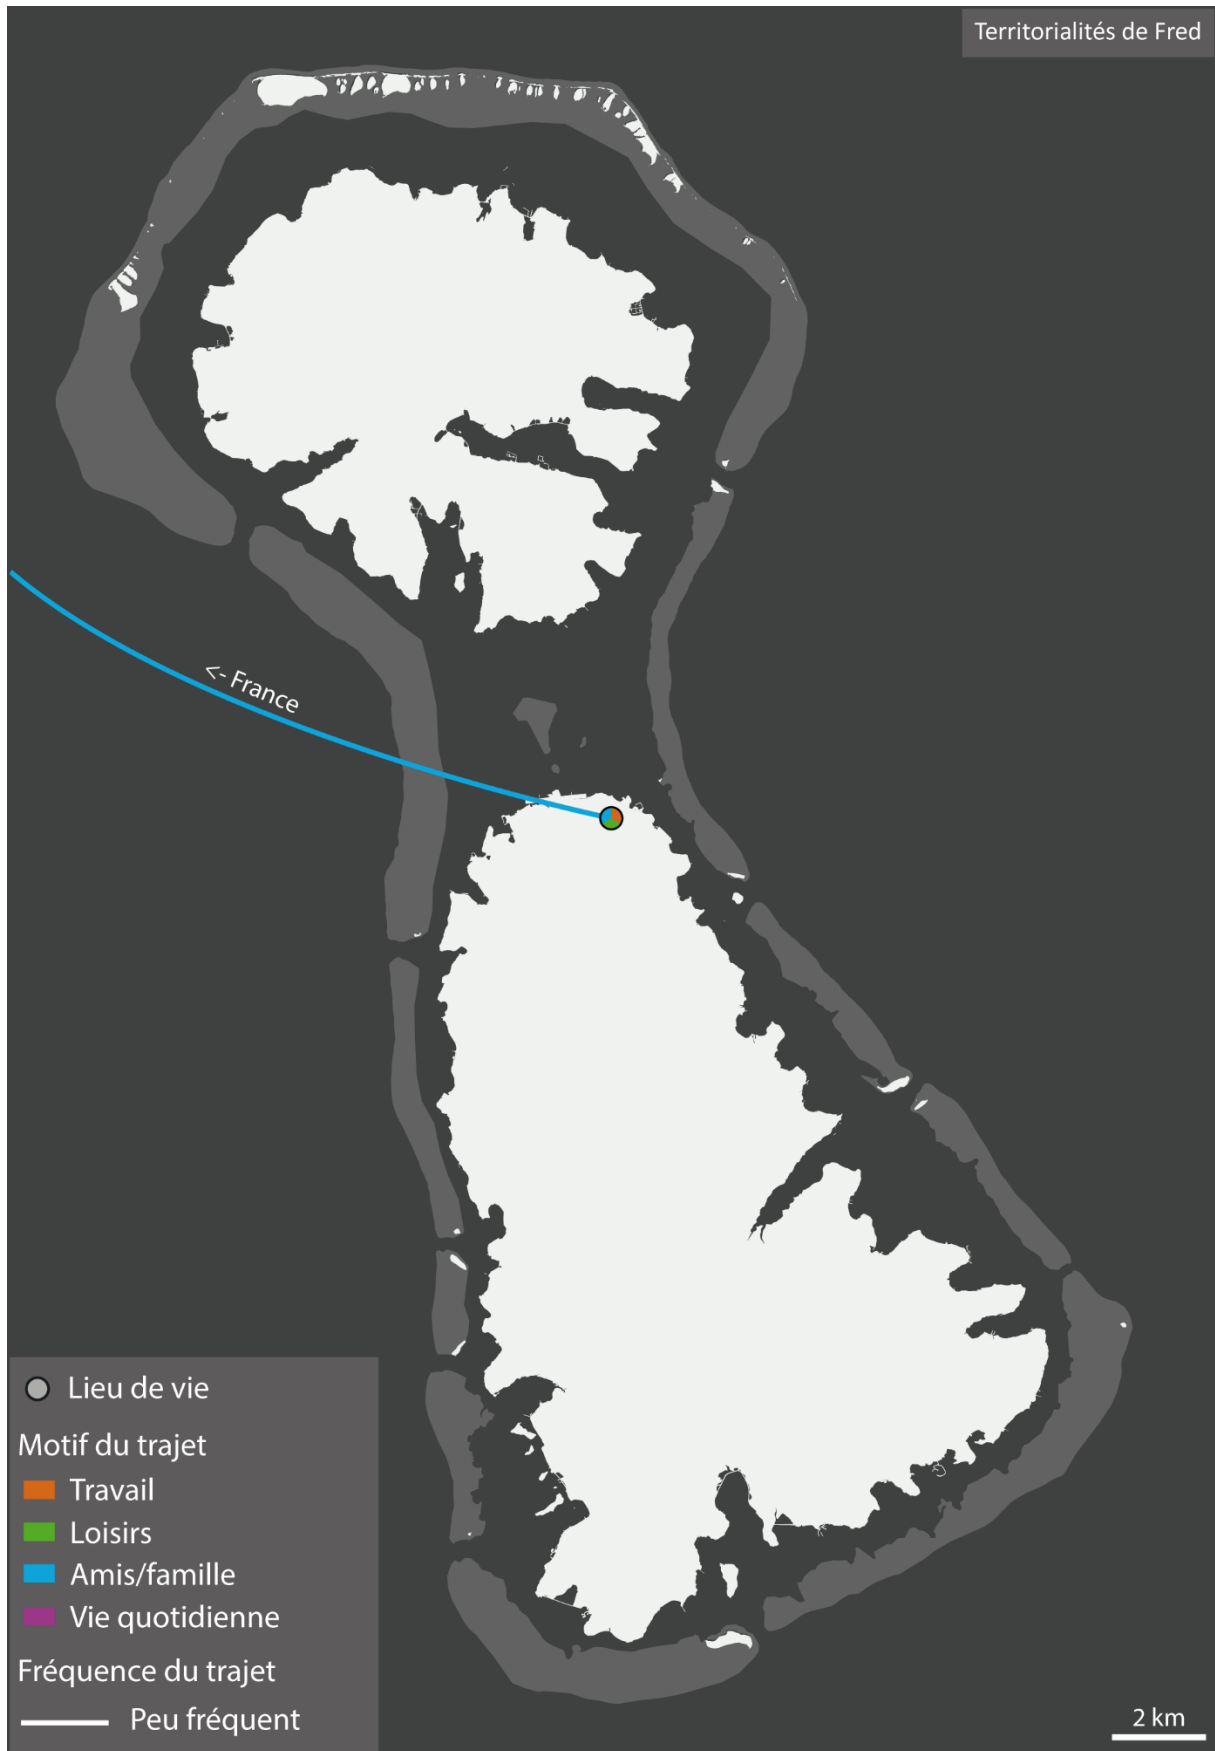 Territorialités de Fred
<- France
Lieu de vie
Motif du trajet
Travail
Loisirs
Amis/famille
Vie quotidienne
Fréquence du trajet
Peu fréquent
2 km